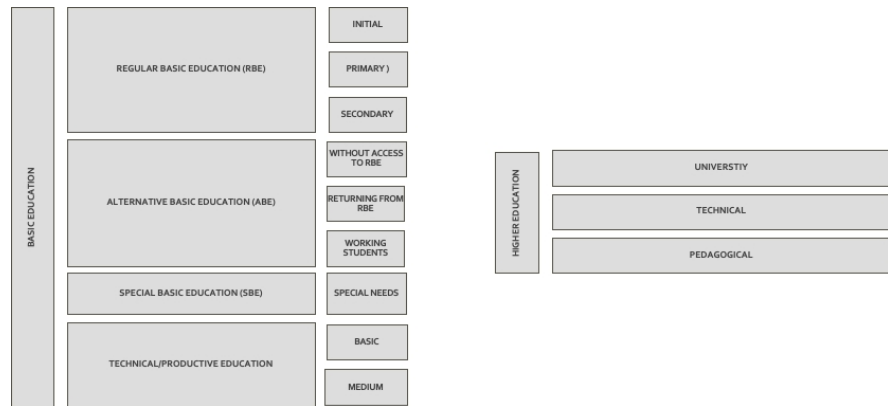 BASIC EDUCATION
REGULAR BASIC EDUCATION (RBE)
INITIAL
PRIMARY )
SECONDARY
ALTERNATIVE BASIC EDUCATION (ABE)
WITHOUT ACCESS
TO RBE
RETURNING FROM
RBE
WORKING
STUDENTS
SPECIAL BASIC EDUCATION (SBE)
SPECIAL NEEDS
TECHNICAL/PRODUCTIVE EDUCATION
BASIC
MEDIUM
HIGHER EDUCATION
UNIVERSTIY
TECHNICAL
PEDAGOGICAL